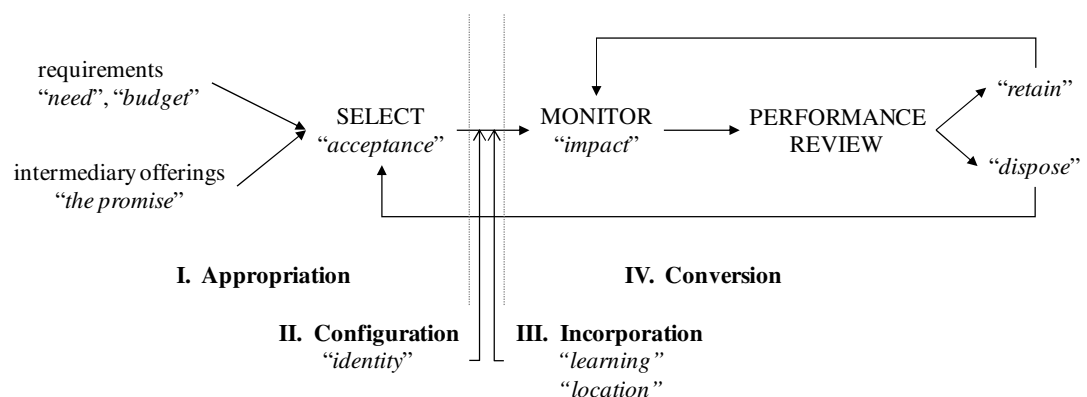 requirements
“need”, “budget”
intermediary offerings
“the promise”
SELECT
“acceptance”
MONITOR
“impact”
PERFORMANCE
REVIEW
“retain”
“dispose”
I. Appropriation
IV. Conversion
II. Configuration
“identity”
III. Incorporation
“learning”
“location”